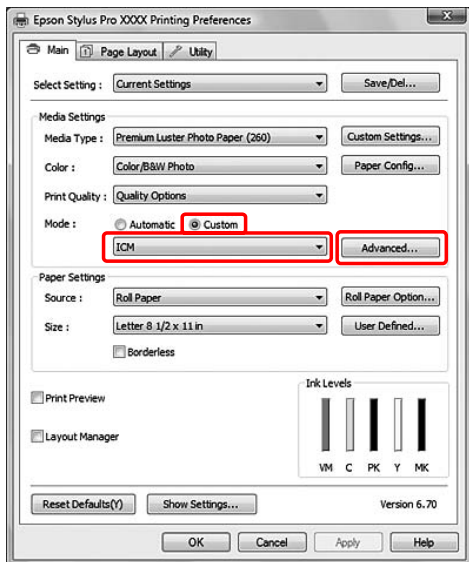 Epson Stylus Pro XXXX Printing Preferences
Main Page Layout Utility
Select Setting : Current Settings Save/Del...
Media Settings
Media Type : Premium Luster Photo Paper (260) Custom Settings...
Color : Color/B&W Photo Paper Config...
Print Quality : Quality Options
Mode : Automatic Custom
ICM Advanced...
Paper Settings
Source : Roll Paper Roll Paper Option...
Size : Letter 8 1/2 x 11 in User Defined...
Borderless
Print Preview
Ink Levels
Layout Manager
VM C PK Y MK
Reset Defaults(Y) Show Settings... Version 6.70
OK Cancel Apply Help